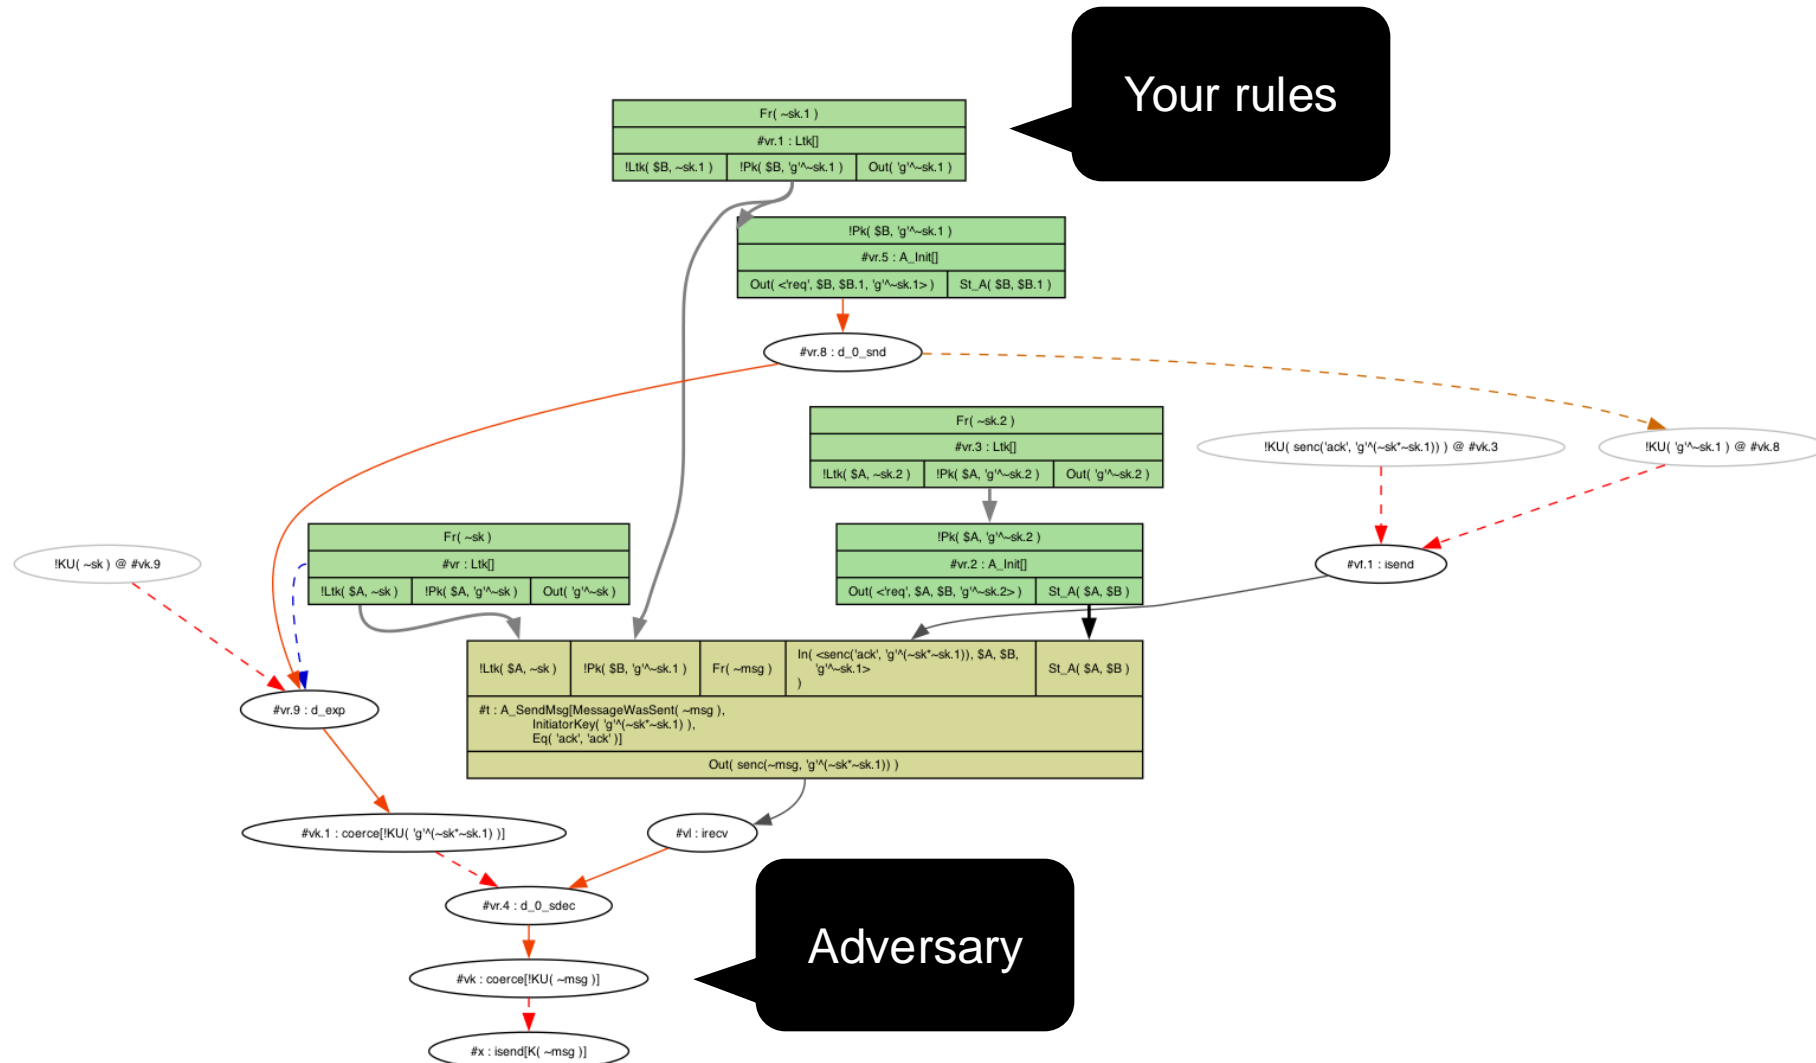 Your rules
Fr( ~sk.1 )
#vr.1 : Ltk[]
!Ltk( $B, ~sk.1 ) !Pk( $B, 'g'^~sk.1 ) Out( 'g'^~sk.1 )
!Pk( $B, 'g'^~sk.1 )
#vr.5 : A_Init[]
Out( <'req', $B, $B.1, 'g'^~sk.1> ) St_A( $B, $B.1 )
#vr.8 : d_0_snd
Fr( ~sk.2 )
#vr.3 : Ltk[]
!Ltk( $A, ~sk.2 ) !Pk( $A, 'g'^~sk.2 ) Out( 'g'^~sk.2 )
!KU( senc('ack', 'g'^(~sk*~sk.1)) ) @ #vk.3
!KU( 'g'^~sk.1 ) @ #vk.8
!KU( ~sk ) @ #vk.9
Fr( ~sk )
#vr : Ltk[]
!Ltk( $A, ~sk ) !Pk( $A, 'g'^~sk ) Out( 'g'^~sk )
!Pk( $A, 'g'^~sk.2 )
#vr.2 : A_Init[]
Out( <'req', $A, $B, 'g'^~sk.2> ) St_A( $A, $B )
#vf.1 : isend
!Ltk( $A, ~sk ) !Pk( $B, 'g'^~sk.1 ) Fr( ~msg ) In( <senc('ack', 'g'^(~sk*~sk.1)), $A, $B,
'g'^~sk.1>
)
St_A( $A, $B )
#t : A_SendMsg[MessageWasSent( ~msg ),
InitiatorKey( 'g'^(~sk*~sk.1) ),
Eq( 'ack', 'ack' )]
Out( senc(~msg, 'g'^(~sk*~sk.1)) )
#vr.9 : d_exp
#vk.1 : coerce[!KU( 'g'^(~sk*~sk.1) )]
#vl : irecv
#vr.4 : d_0_sdec
Adversary
#vk : coerce[!KU( ~msg )]
#x : isend[K( ~msg )]